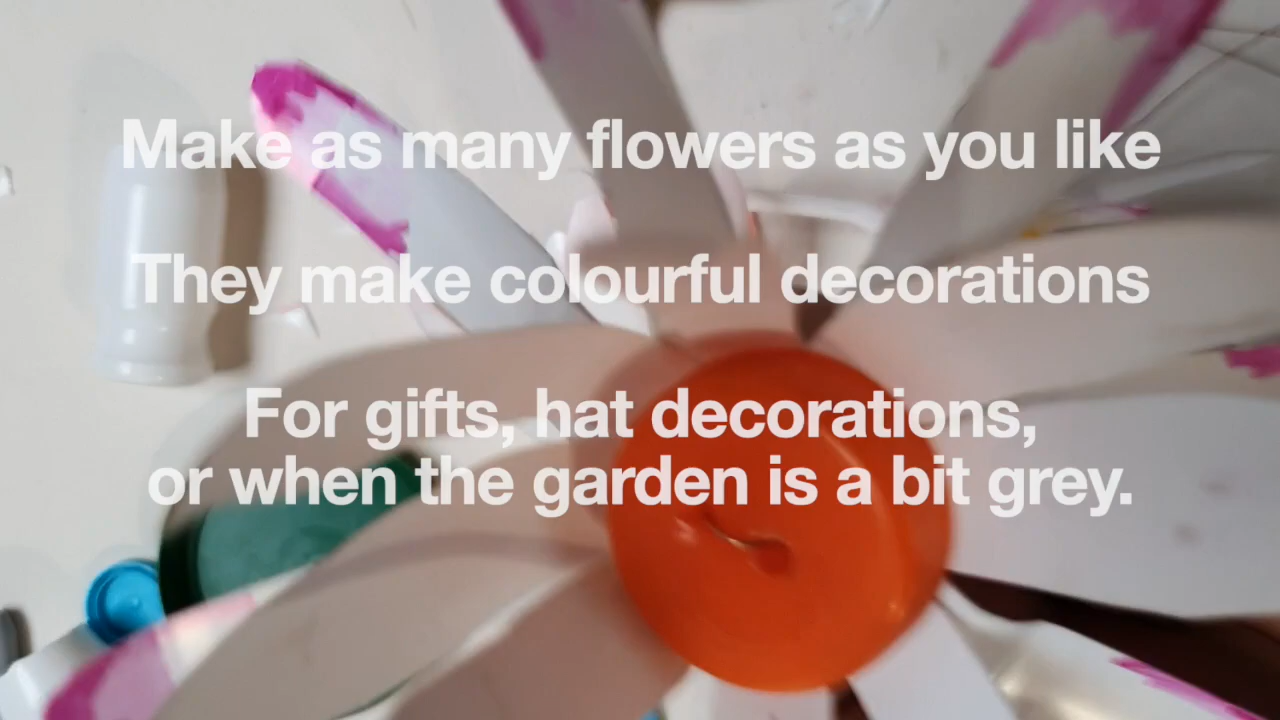 Make as many flowers as you like
They make colourful decorations
For gifts, hat decorations,
or when the garden is a bit grey.